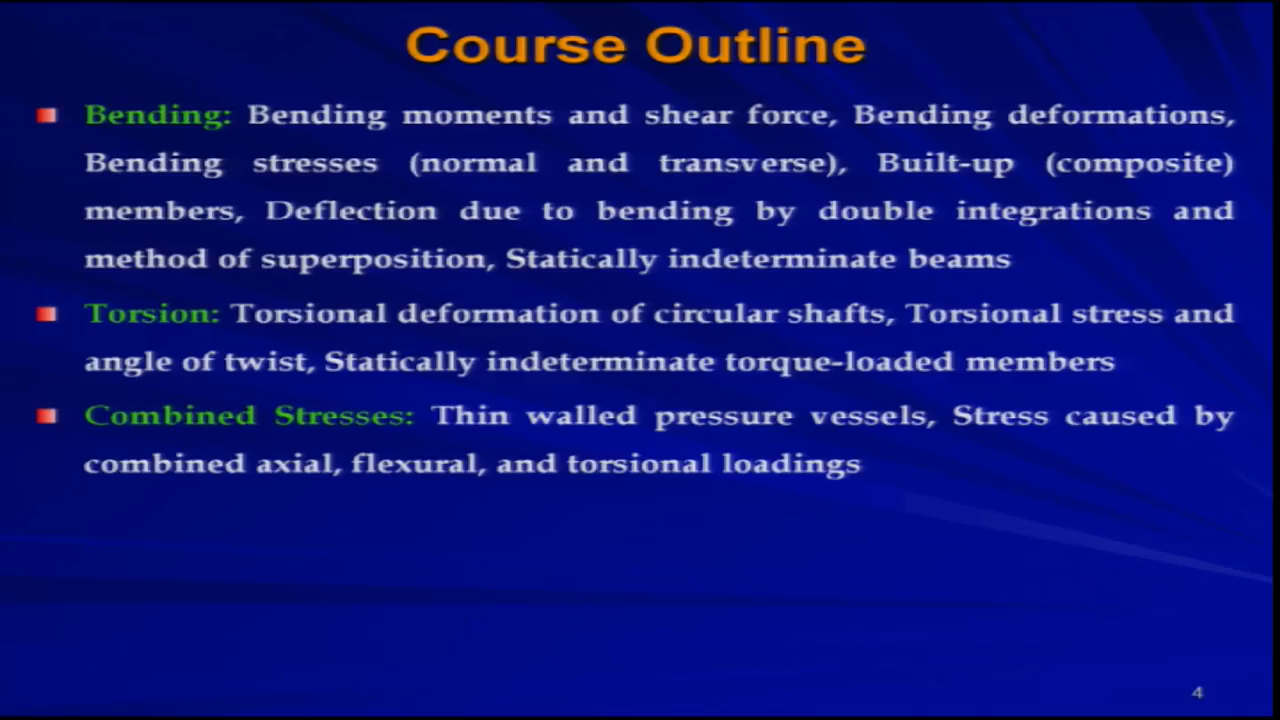 Course Outline
Bending: Bending moments and shear force, Bending deformations,
Bending stresses (normal and transverse), Built-up (composite)
members, Deflection due to bending by double integrations and
method of superposition, Statically indeterminate beams
Torsion: Torsional deformation of circular shafts, Torsional stress and
angle of twist, Statically indeterminate torque-loaded members
Combined Stresses: Thin walled pressure vessels, Stress caused by
combined axial, flexural, and torsional loadings
4